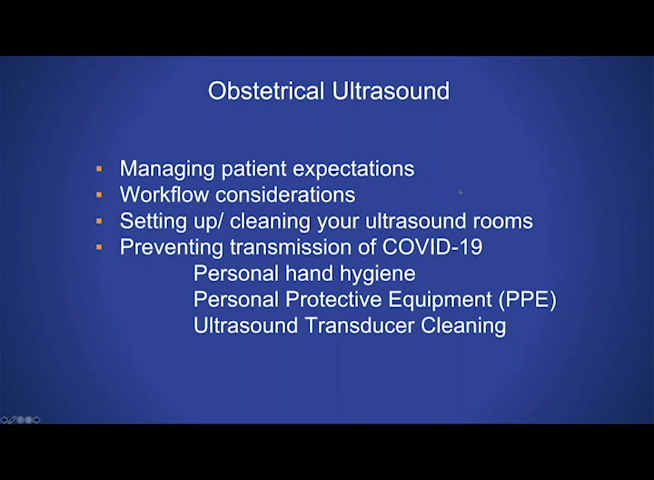 Obstetrical Ultrasound
Managing patient expectations
Workflow considerations
Setting up/ cleaning your ultrasound rooms
Preventing transmission of COVID-19
Personal hand hygiene
Personal Protective Equipment (PPE)
Ultrasound Transducer Cleaning